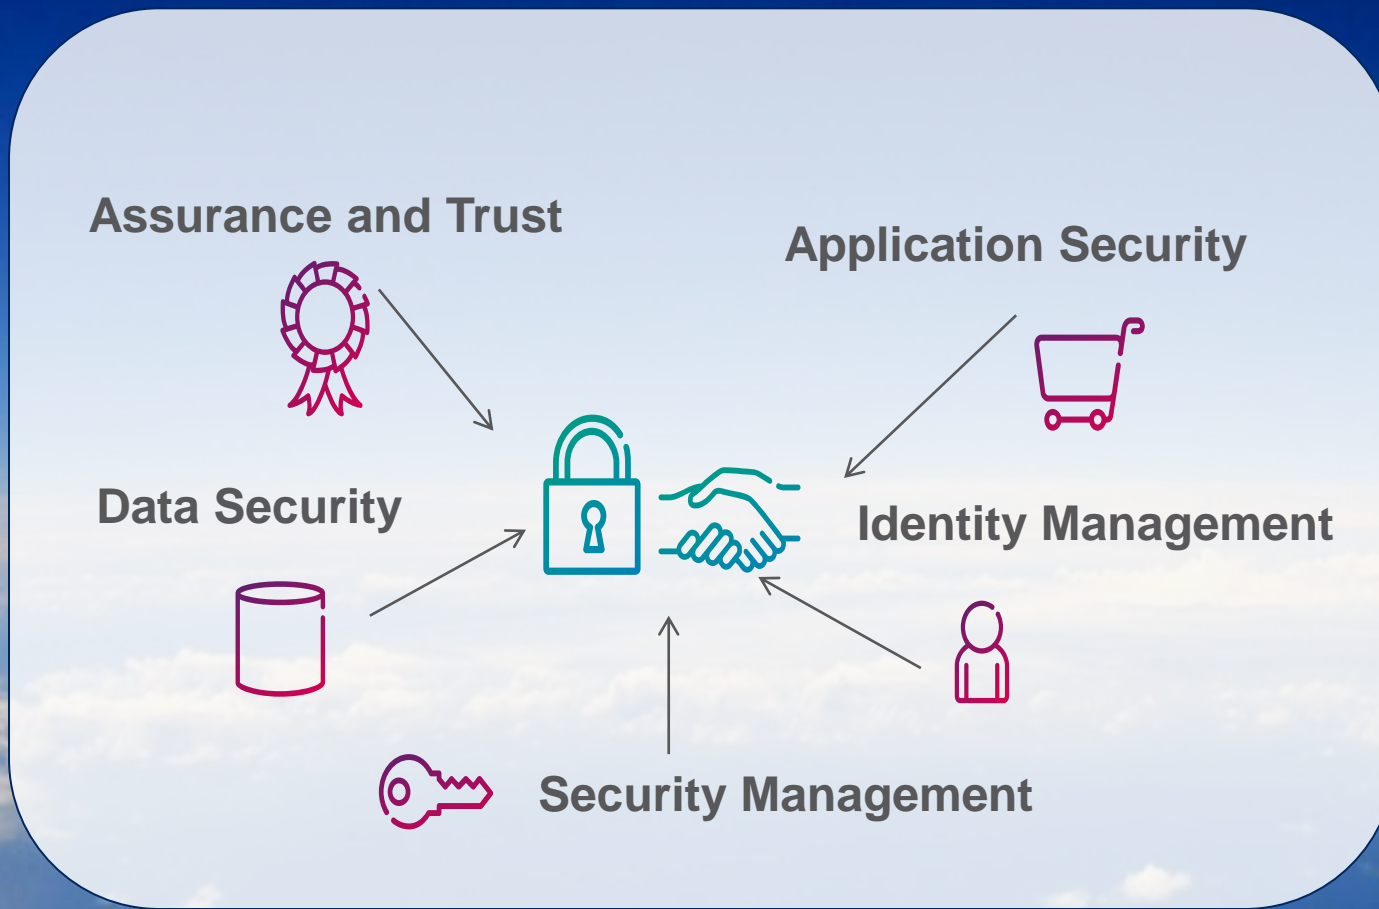 Assurance and Trust
Application Security
Data Security
Identity Management
Security Management